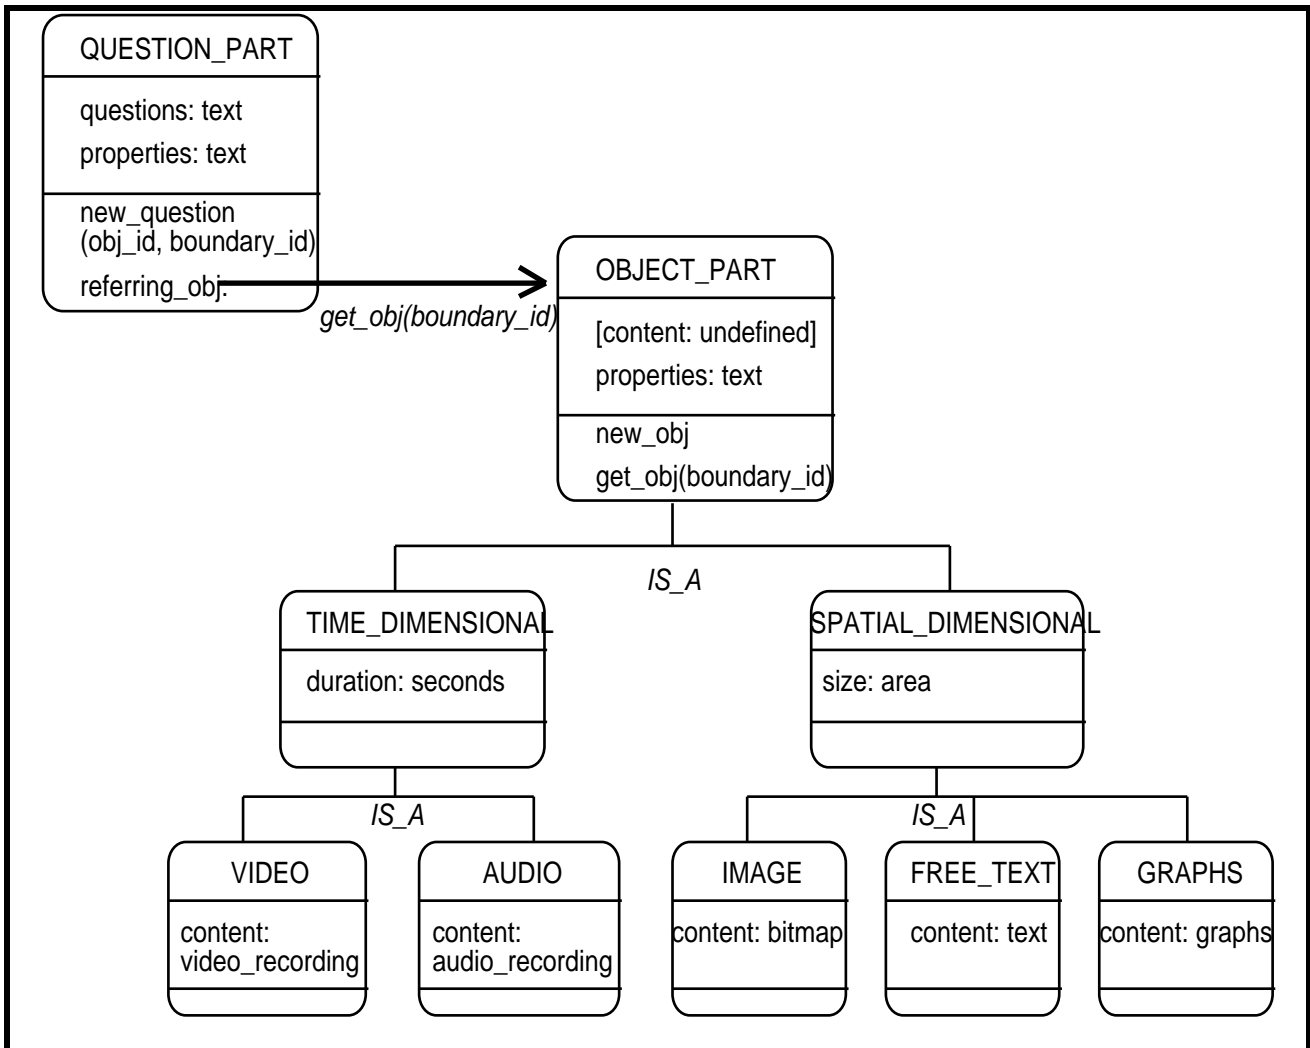 QUESTION_PART
questions: text
properties: text
new_question
(obj_id, boundary_id)
referring_obj:
get_obj(boundary_id)
OBJECT_PART
[content: undefined]
properties: text
new_obj
get_obj(boundary_id)
IS_A
TIME_DIMENSIONAL
duration: seconds
SPATIAL_DIMENSIONAL
size: area
IS_A
IS_A
VIDEO
content:
video_recording
AUDIO
content:
audio_recording
IMAGE
content: bitmap
FREE_TEXT
content: text
GRAPHS
content: graphs